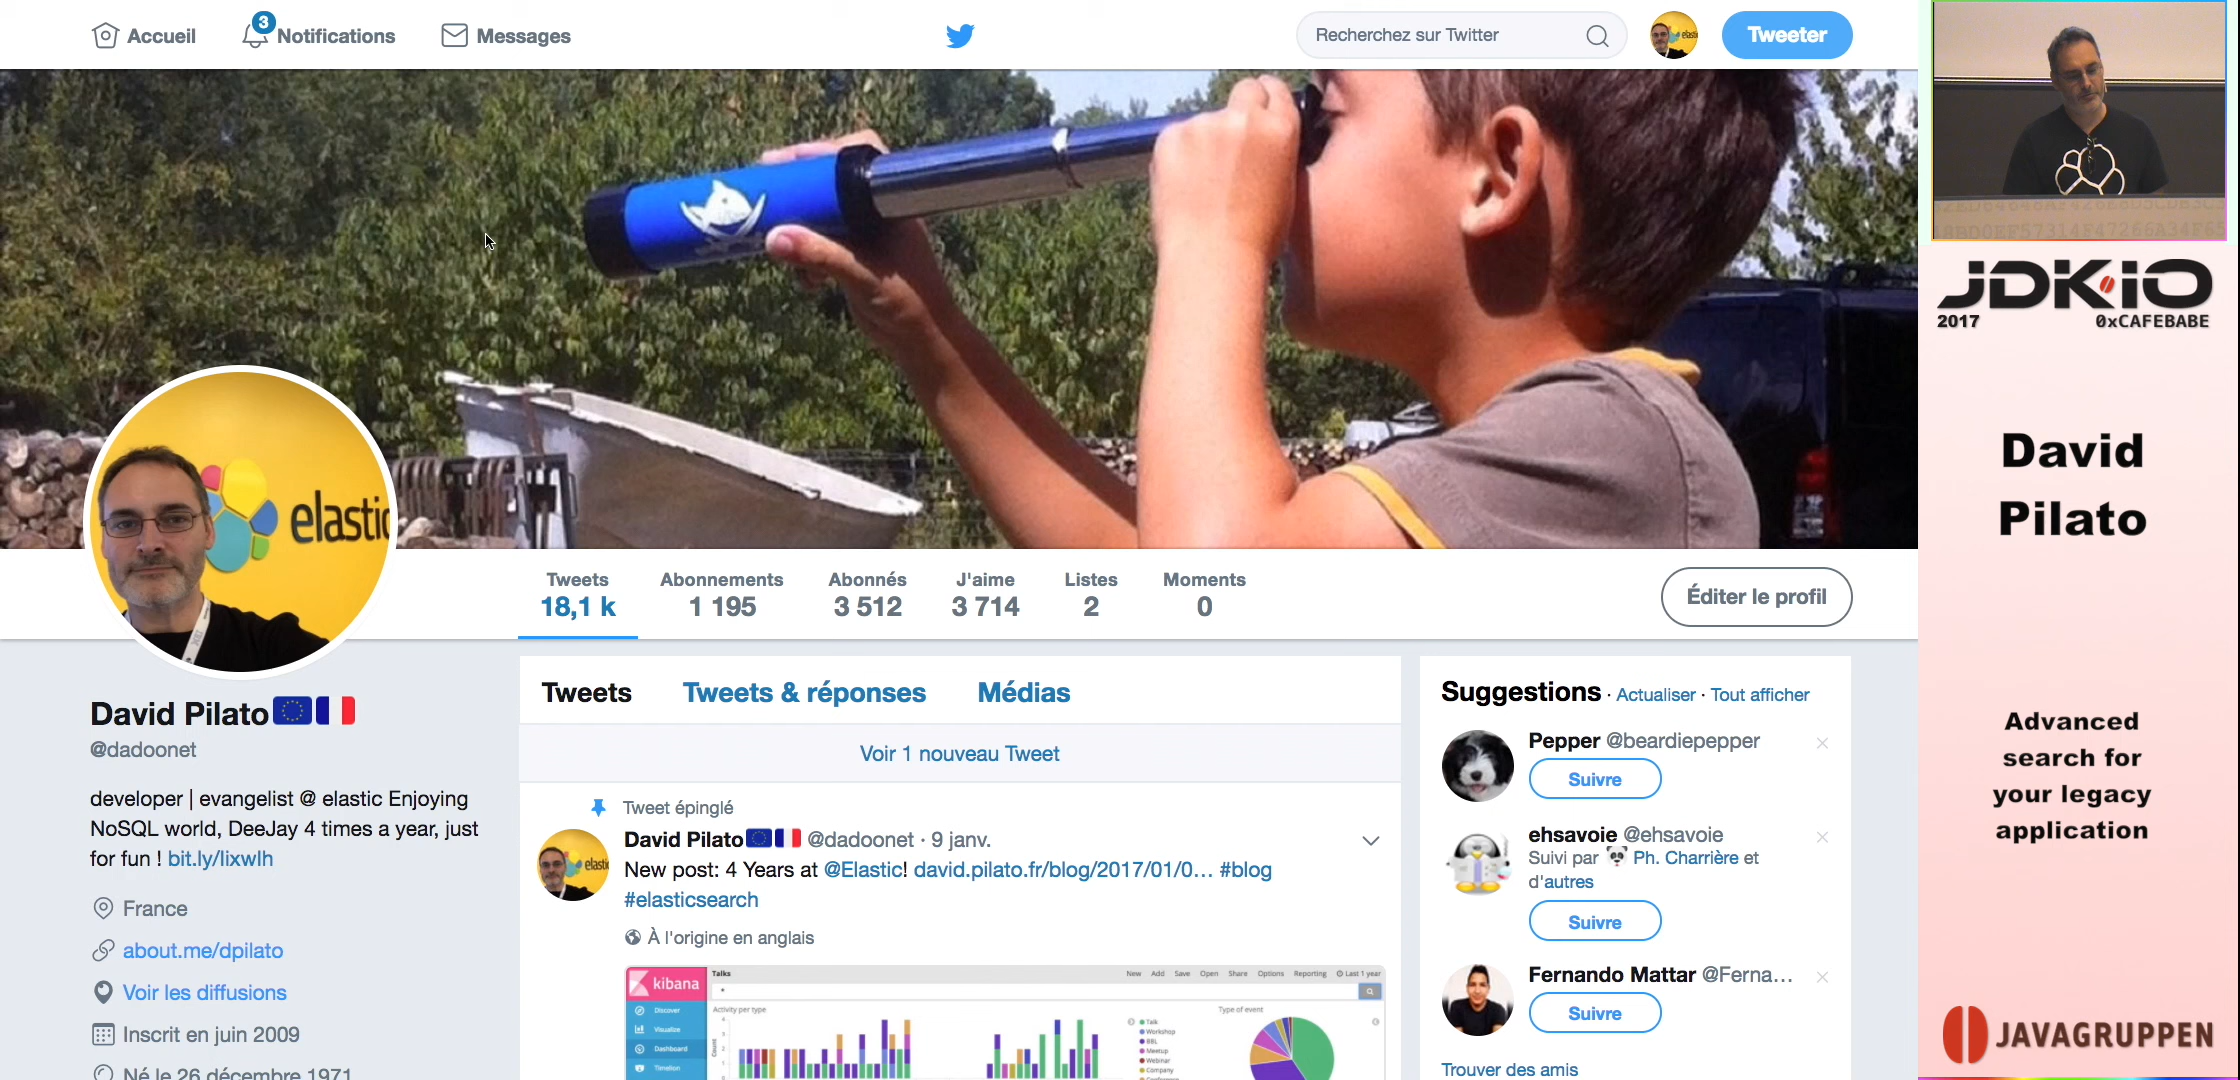 Accueil
3
Notifications
Messages
Recherchez sur Twitter
elastic
Tweeter
elastic
Tweets
18,1 k
Abonnements
1 195
Abonnés
3 512
J'aime
3 714
Listes
2
Moments
0
Éditer le profil
David Pilato
@dadoonet
developer | evangelist @ elastic Enjoying
NoSQL world, DeeJay 4 times a year, just
for fun ! bit.ly/lixwlh
France
about.me/dpilato
Voir les diffusions
Inscrit en juin 2009
Né le 26 décembre 1971
Tweets
Tweets & réponses
Médias
Voir 1 nouveau Tweet
Tweet épinglé
David Pilato @dadoonet · 9 janv.
New post: 4 Years at @Elastic! david.pilato.fr/blog/2017/01/0… #blog
#elasticsearch
À l'origine en anglais
kibana
Discover
Visualize
Dashboard
Timelion
Talks
New Add Save Open Share Options Reporting Last 1 year
*
Activity per type
Count
Talk
Workshop
BBL
Meetup
Webinar
Company
Conference
Type of event
Suggestions · Actualiser · Tout afficher
Pepper @beardiepepper
Suivre
ehsavoie @ehsavoie
Suivi par Ph. Charrière et
d'autres
Suivre
Fernando Mattar @Ferna…
Suivre
Trouver des amis
JDK.IO
2017 0xCAFEBABE
David
Pilato
Advanced
search for
your legacy
application
JAVAGRUPPEN